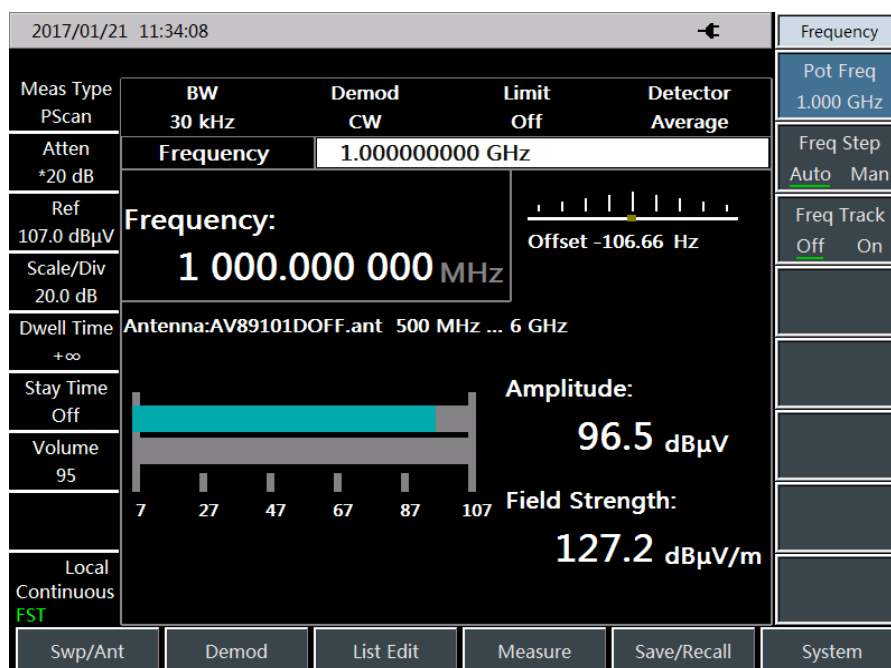 2017/01/21 11:34:08
Frequency
Meas Type
PScan
Atten
*20 dB
Ref
107.0 dBµV
Scale/Div
20.0 dB
Dwell Time
+∞
Stay Time
Off
Volume
95
Local
Continuous
FST
BW Demod Limit Detector
30 kHz CW Off Average
Frequency 1.000000000 GHz
Frequency:
1 000.000 000 MHz
Offset -106.66 Hz
Antenna:AV89101DOFF.ant 500 MHz ... 6 GHz
7 27 47 67 87 107
Amplitude:
96.5 dBµV
Field Strength:
127.2 dBµV/m
Pot Freq
1.000 GHz
Freq Step
Auto Man
Freq Track
Off On
Swp/Ant Demod List Edit Measure Save/Recall System